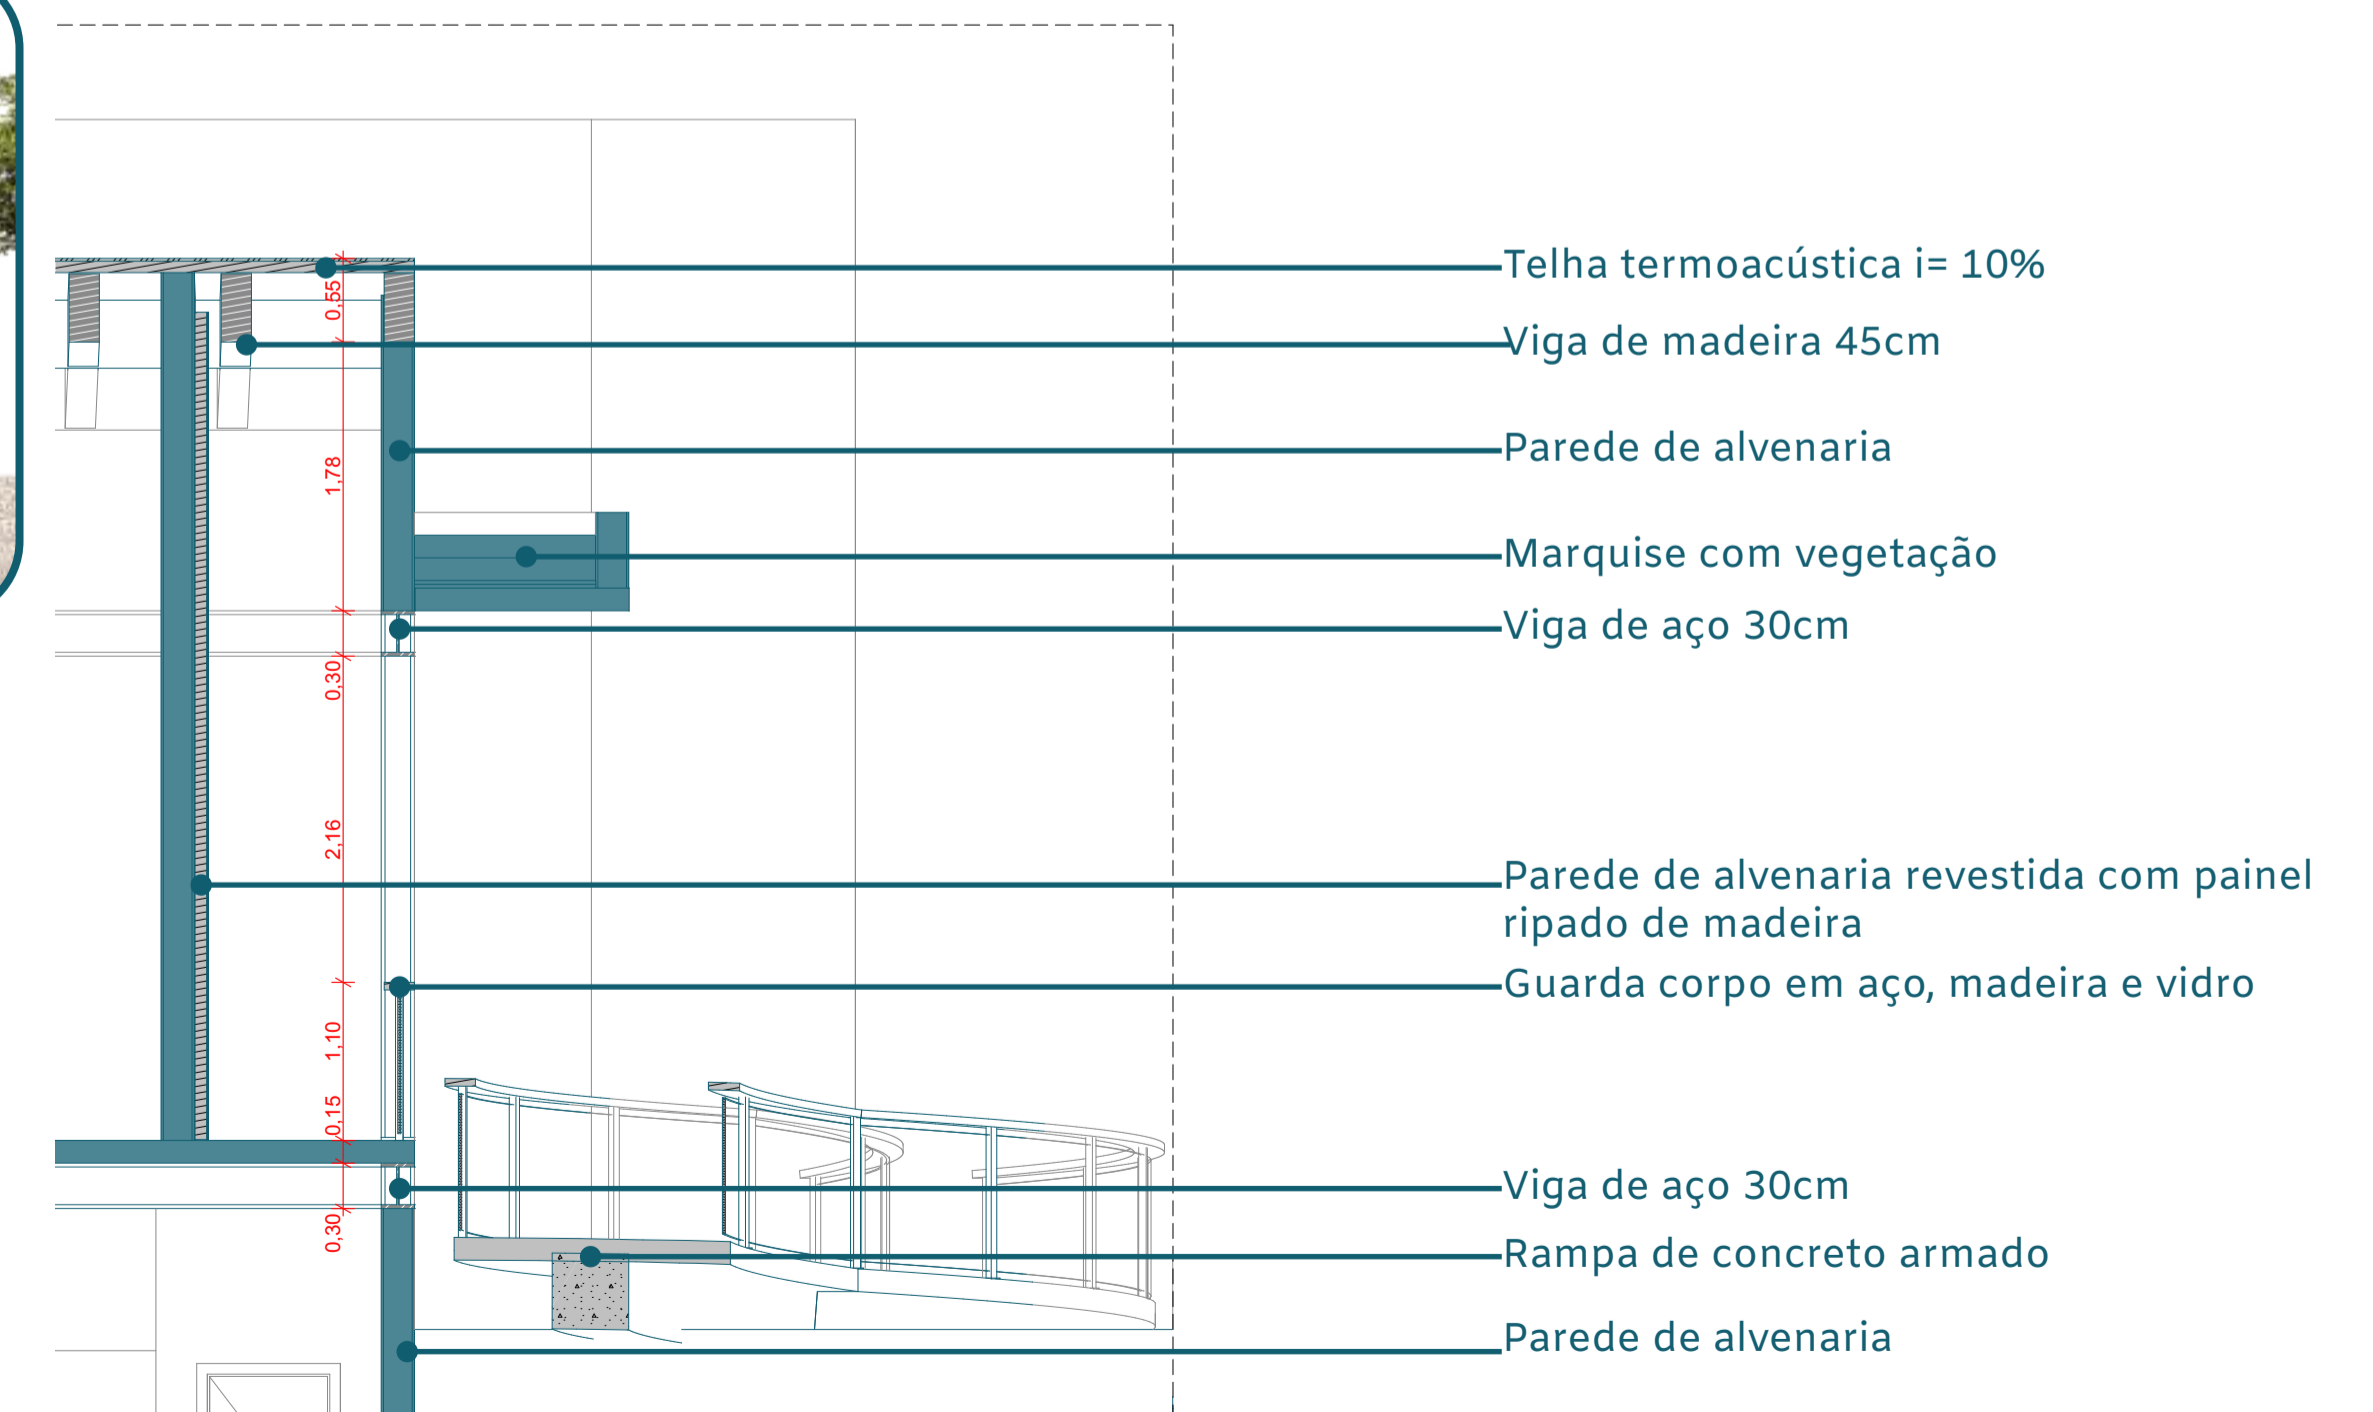 Telha termoacústica i= 10%
0,55
Viga de madeira 45cm
Parede de alvenaria
1,78
Marquise com vegetação
Viga de aço 30cm
0,30
2,16
Parede de alvenaria revestida com painel
ripado de madeira
Guarda corpo em aço, madeira e vidro
1,10
0,15
Viga de aço 30cm
0,30
Rampa de concreto armado
Parede de alvenaria